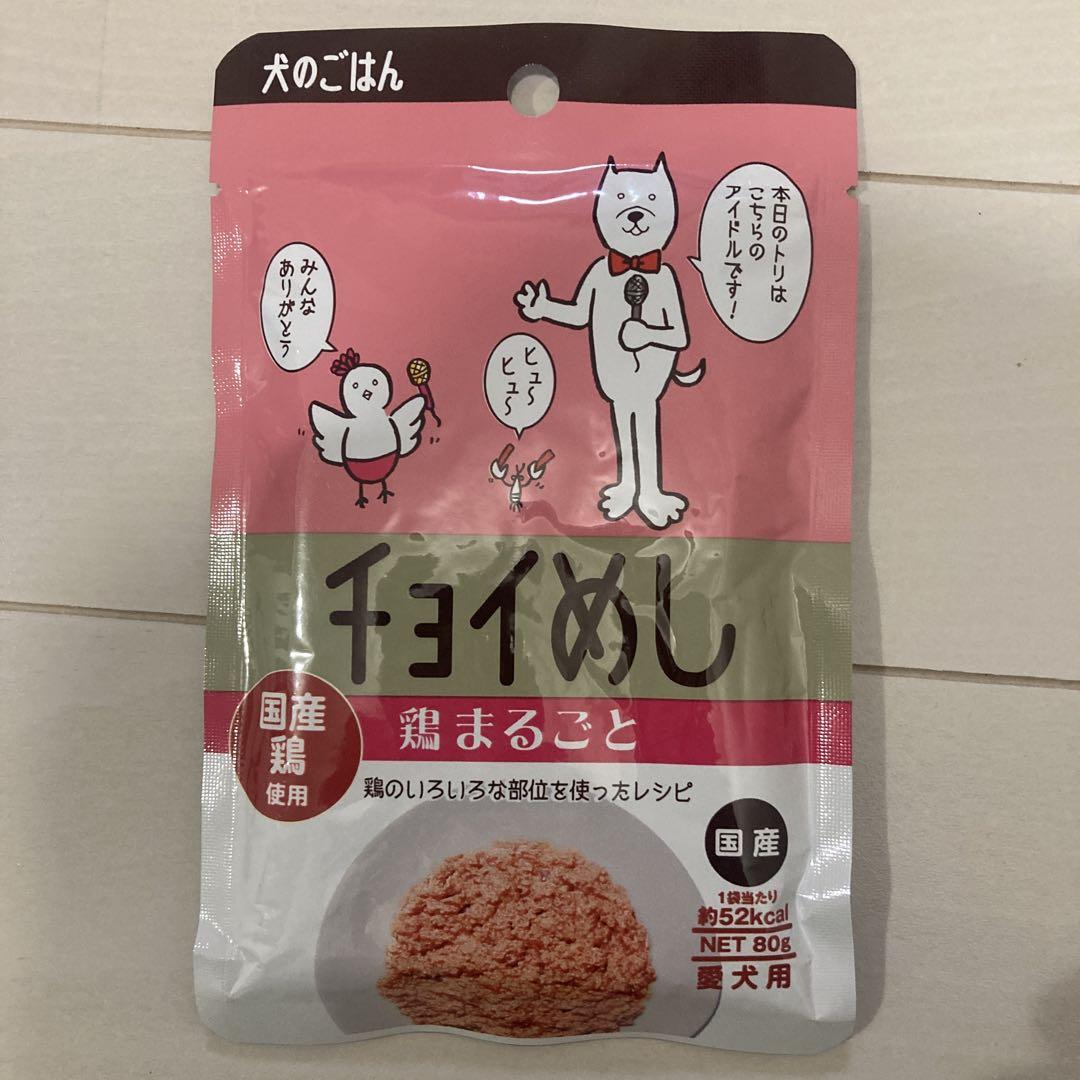 犬のごはん
本日のトリは
こちらの
アイドルです!
みんな
ありがとう
ヒュ〜
ヒュ〜
チョイめし
鶏まるごと
国産
鶏
使用
鶏のいろいろな部位を使ったレシピ
国産
1袋当たり
約52kcal
NET 80g
愛犬用